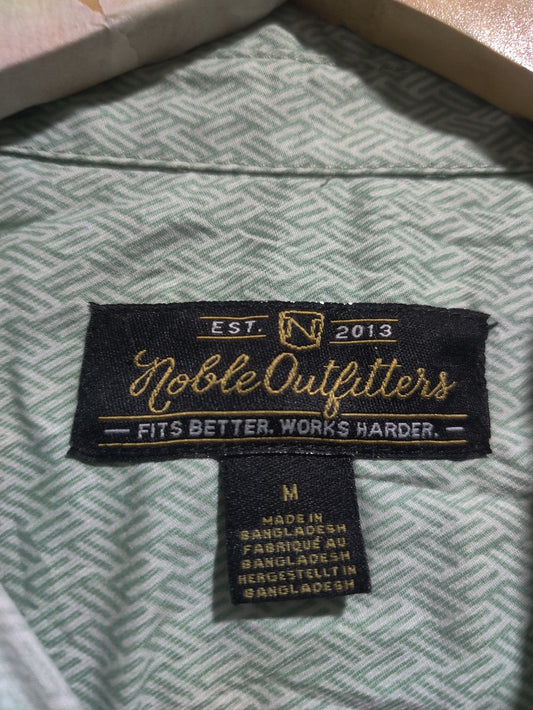 EST. N 2013
Noble Outfitters
— FITS BETTER. WORKS HARDER. —
M
MADE IN
BANGLADESH
FABRIQUÉ AU
BANGLADESH
HERGESTELLT IN
BANGLADESH